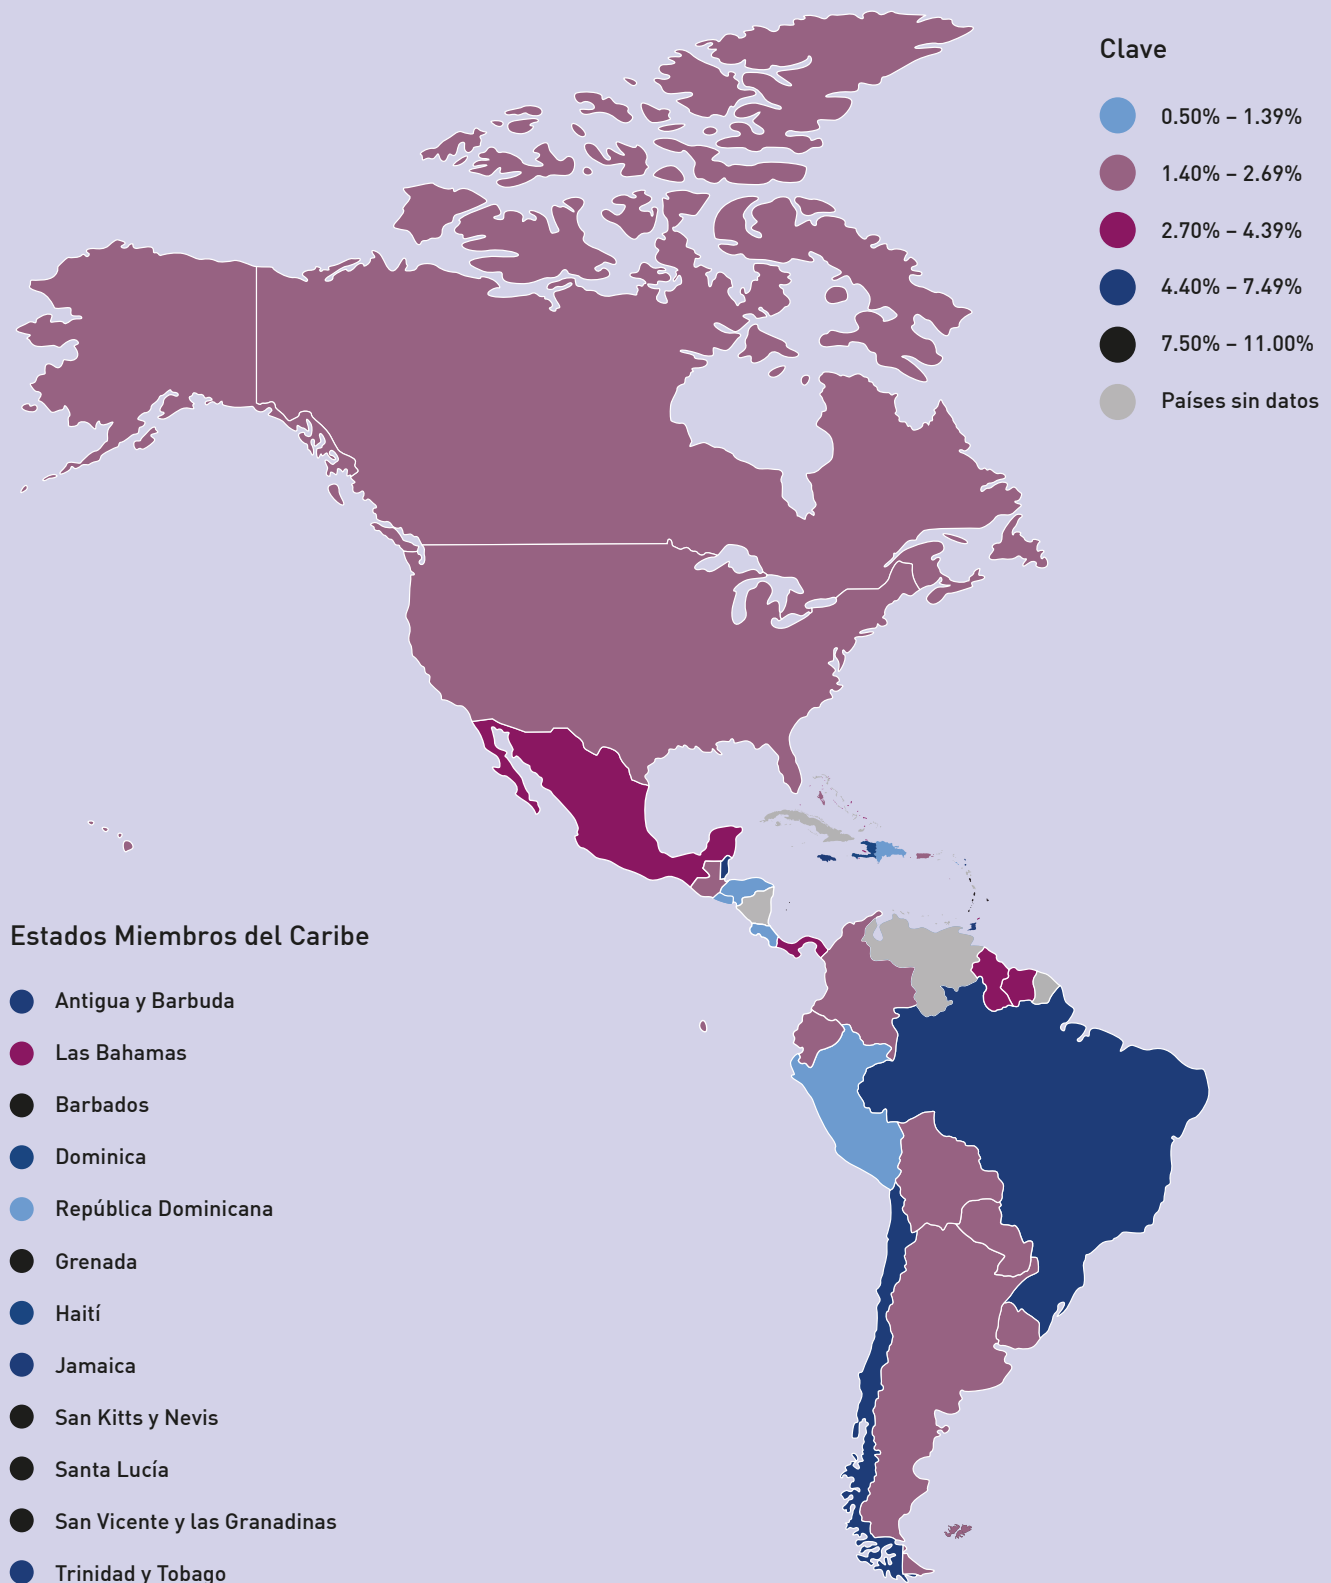 Clave
0.50% – 1.39%
1.40% – 2.69%
2.70% – 4.39%
4.40% – 7.49%
7.50% – 11.00%
Países sin datos
Estados Miembros del Caribe
Antigua y Barbuda
Las Bahamas
Barbados
Dominica
República Dominicana
Grenada
Haití
Jamaica
San Kitts y Nevis
Santa Lucía
San Vicente y las Granadinas
Trinidad y Tobago